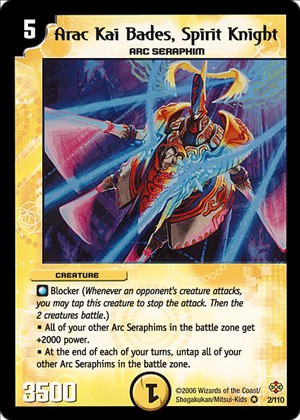 5 Arac Kai Bades, Spirit Knight
ARC SERAPHIM
CREATURE
Blocker (Whenever an opponent's creature attacks,
you may tap this creature to stop the attack. Then the
2 creatures battle.)
■ All of your other Arc Seraphims in the battle zone get
+2000 power.
■ At the end of each of your turns, untap all of your
other Arc Seraphims in the battle zone.
3500
1
©2006 Wizards of the Coast/
Shogakukan/Mitsui-Kids ✪ 2/110